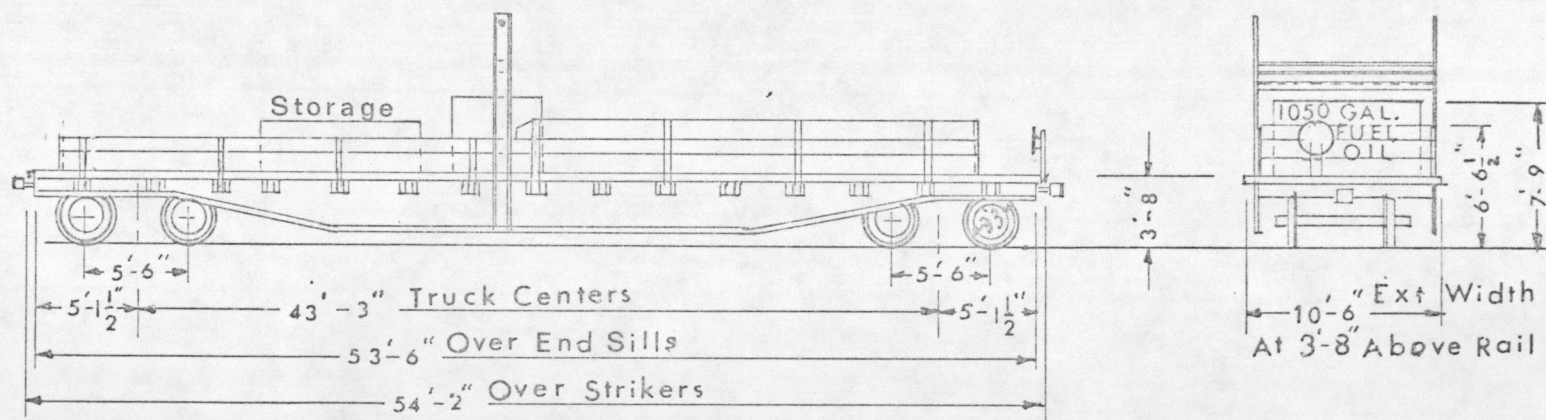 Storage
1050 GAL.
FUEL
OIL
33"
3'-8"
6'-6½"
7'-9"
5'-6"
5'-6"
5'-1½"
43'-3" Truck Centers
5'-1½"
53'-6" Over End Sills
54'-2" Over Strikers
10'-6" Ext Width
At 3'-8" Above Rail